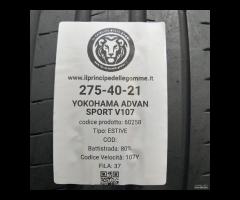 www.ilprincipedellegomme.it
275-40-21
YOKOHAMA ADVAN
SPORT V107
codice prodotto: 60258
Tipo: ESTIVE
COD:
Battistrada: 80%
Codice Velocità: 107Y
FILA: 37